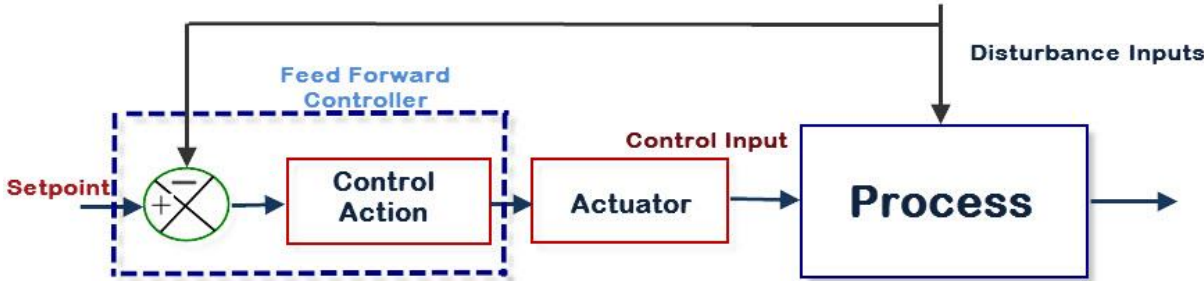 Disturbance Inputs
Feed Forward
Controller
Control Input
Setpoint
−
+
Control
Action
Actuator
Process